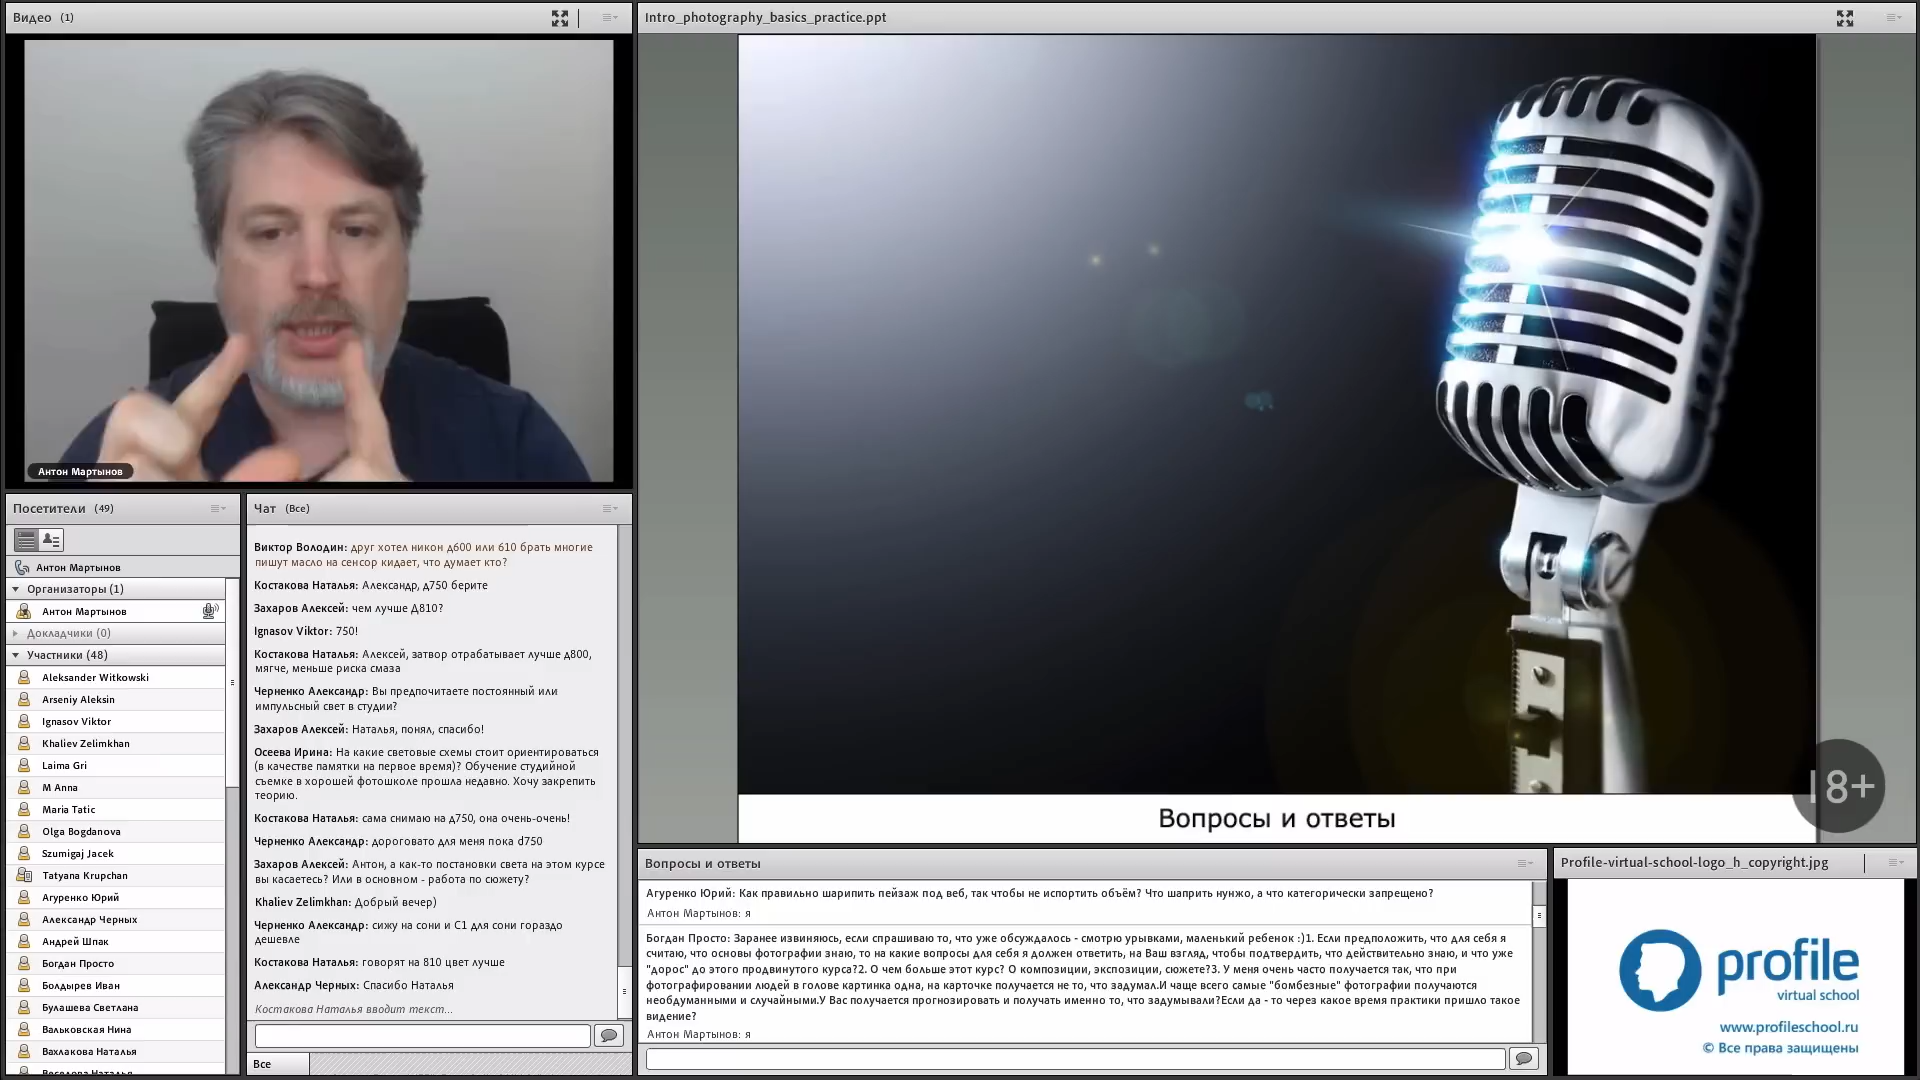 Видео (1)
Антон Мартынов
Intro_photography_basics_practice.ppt
18+
Вопросы и ответы
Посетители (49)
Антон Мартынов
Организаторы (1)
Антон Мартынов
Докладчики (0)
Участники (48)
Aleksander Witkowski
Arseniy Aleksin
Ignasov Viktor
Khaliev Zelimkhan
Laima Gri
M Anna
Maria Tatic
Olga Bogdanova
Szumigaj Jacek
Tatyana Krupchan
Агуренко Юрий
Александр Черных
Андрей Шпак
Богдан Просто
Болдырев Иван
Булашева Светлана
Вальковская Нина
Вахлакова Наталья
Веселова Наталья
Чат (Все)
Виктор Володин: друг хотел никон д600 или 610 брать многие
пишут масло на сенсор кидает, что думает кто?
Костакова Наталья: Александр, д750 берите
Захаров Алексей: чем лучше Д810?
Ignasov Viktor: 750!
Костакова Наталья: Алексей, затвор отрабатывает лучше д800,
мягче, меньше риска смаза
Черненко Александр: Вы предпочитаете постоянный или
импульсный свет в студии?
Захаров Алексей: Наталья, понял, спасибо!
Осеева Ирина: На какие световые схемы стоит ориентироваться
(в качестве памятки на первое время)? Обучение студийной
съемке в хорошей фотошколе прошла недавно. Хочу закрепить
теорию.
Костакова Наталья: сама снимаю на д750, она очень-очень!
Черненко Александр: дороговато для меня пока d750
Захаров Алексей: Антон, а как-то постановки света на этом курсе
вы касаетесь? Или в основном - работа по сюжету?
Khaliev Zelimkhan: Добрый вечер)
Черненко Александр: сижу на сони и С1 для сони гораздо
дешевле
Костакова Наталья: говорят на 810 цвет лучше
Александр Черных: Спасибо Наталья
Костакова Наталья вводит текст...
Все
Вопросы и ответы
Агуренко Юрий: Как правильно шарипить пейзаж под веб, так чтобы не испортить объём? Что шаприть нунжо, а что категорически запрещено?
Антон Мартынов: я
Богдан Просто: Заранее извиняюсь, если спрашиваю то, что уже обсуждалось - смотрю урывками, маленький ребенок :)1. Если предположить, что для себя я
считаю, что основы фотографии знаю, то на какие вопросы для себя я должен ответить, на Ваш взгляд, чтобы подтвердить, что действительно знаю, и что уже
"дорос" до этого продвинутого курса?2. О чем больше этот курс? О композиции, экспозиции, сюжете?3. У меня очень часто получается так, что при
фотографировании людей в голове картинка одна, на карточке получается не то, что задумал.И чаще всего самые "бомбезные" фотографии получаются
необдуманными и случайными.У Вас получается прогнозировать и получать именно то, что задумывали?Если да - то через какое время практики пришло такое
видение?
Антон Мартынов: я
Profile-virtual-school-logo_h_copyright.jpg
profile
virtual school
www.profileschool.ru
© Все права защищены